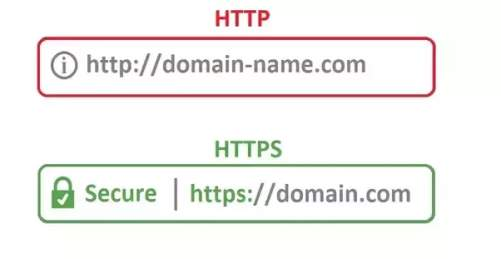 HTTP
http://domain-name.com
HTTPS
Secure | https://domain.com